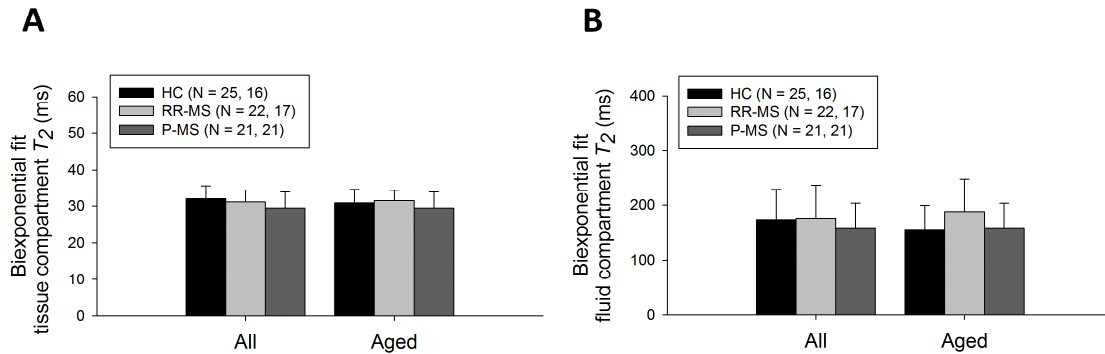 A
Biexponential fit
tissue compartment T2 (ms)
60
50
40
30
20
10
0
HC (N = 25, 16)
RR-MS (N = 22, 17)
P-MS (N = 21, 21)
All
Aged
B
Biexponential fit
fluid compartment T2 (ms)
400
300
200
100
0
HC (N = 25, 16)
RR-MS (N = 22, 17)
P-MS (N = 21, 21)
All
Aged